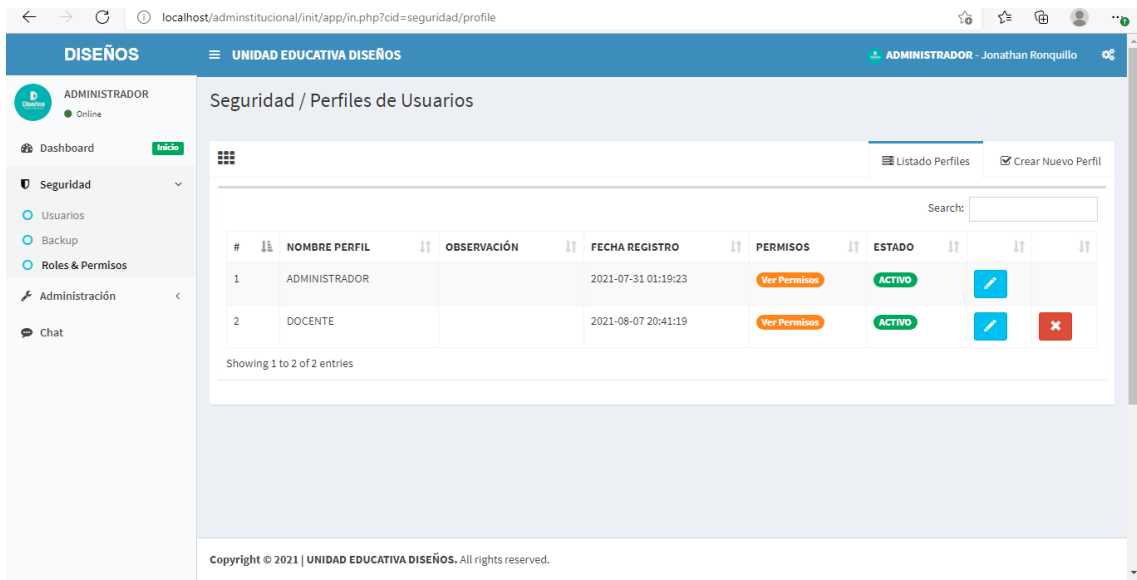 localhost/adminstitucional/init/app/in.php?cid=seguridad/profile
DISEÑOS
UNIDAD EDUCATIVA DISEÑOS
ADMINISTRADOR - Jonathan Ronquillo
D
Diseños
ADMINISTRADOR
Online
Seguridad / Perfiles de Usuarios
Dashboard
Inicio
Seguridad
Usuarios
Backup
Roles & Permisos
Administración
Chat
Listado Perfiles
Crear Nuevo Perfil
Search:
# NOMBRE PERFIL OBSERVACIÓN FECHA REGISTRO PERMISOS ESTADO
1 ADMINISTRADOR 2021-07-31 01:19:23 Ver Permisos ACTIVO
2 DOCENTE 2021-08-07 20:41:19 Ver Permisos ACTIVO
Showing 1 to 2 of 2 entries
Copyright © 2021 | UNIDAD EDUCATIVA DISEÑOS. All rights reserved.